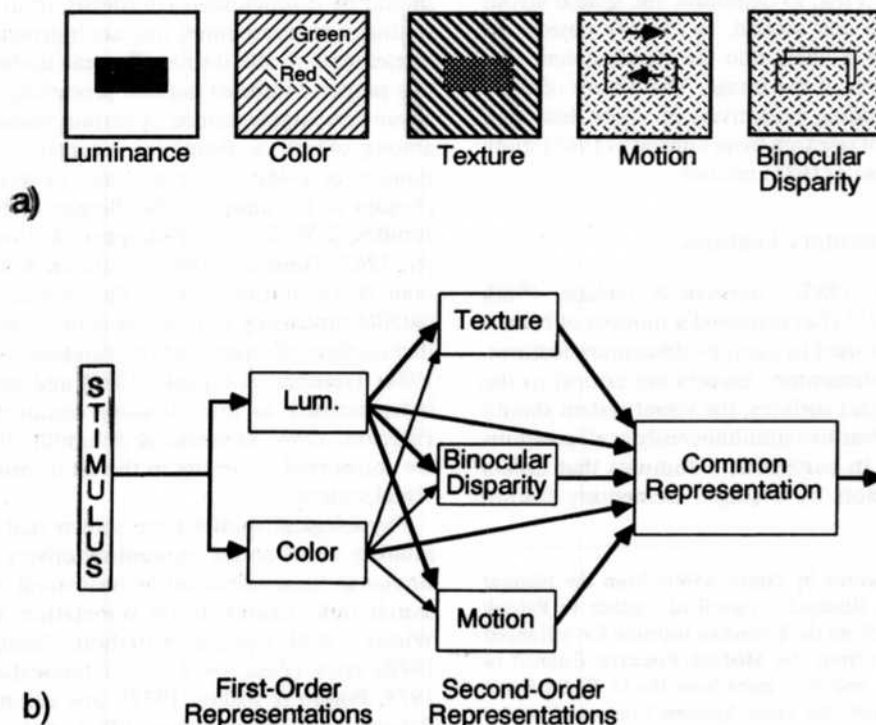 Green
Red
Luminance
Color
Texture
Motion
Binocular
Disparity
a)
STIMULUS
Lum.
Color
Texture
Binocular
Disparity
Motion
Common
Representation
b)
First-Order
Representations
Second-Order
Representations